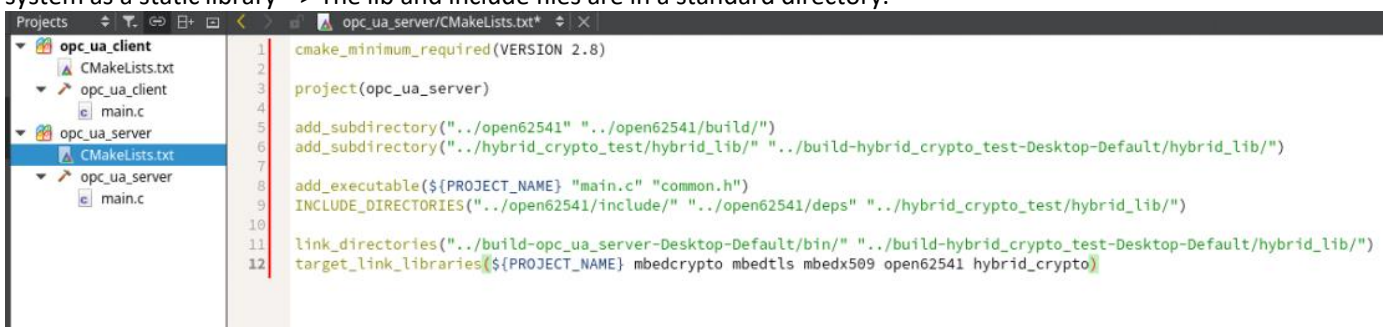 system as a static library -> The lib and include files are in a standard directory.
Projects
opc_ua_server/CMakeLists.txt*
opc_ua_client
CMakeLists.txt
opc_ua_client
main.c
opc_ua_server
CMakeLists.txt
opc_ua_server
main.c
1 cmake_minimum_required(VERSION 2.8)
2
3 project(opc_ua_server)
4
5 add_subdirectory("../open62541" "../open62541/build/")
6 add_subdirectory("../hybrid_crypto_test/hybrid_lib/" "../build-hybrid_crypto_test-Desktop-Default/hybrid_lib/")
7
8 add_executable(${PROJECT_NAME} "main.c" "common.h")
9 INCLUDE_DIRECTORIES("../open62541/include/" "../open62541/deps" "../hybrid_crypto_test/hybrid_lib/")
10
11 link_directories("../build-opc_ua_server-Desktop-Default/bin/" "../build-hybrid_crypto_test-Desktop-Default/hybrid_lib/")
12 target_link_libraries(${PROJECT_NAME} mbedcrypto mbedtls mbedx509 open62541 hybrid_crypto)